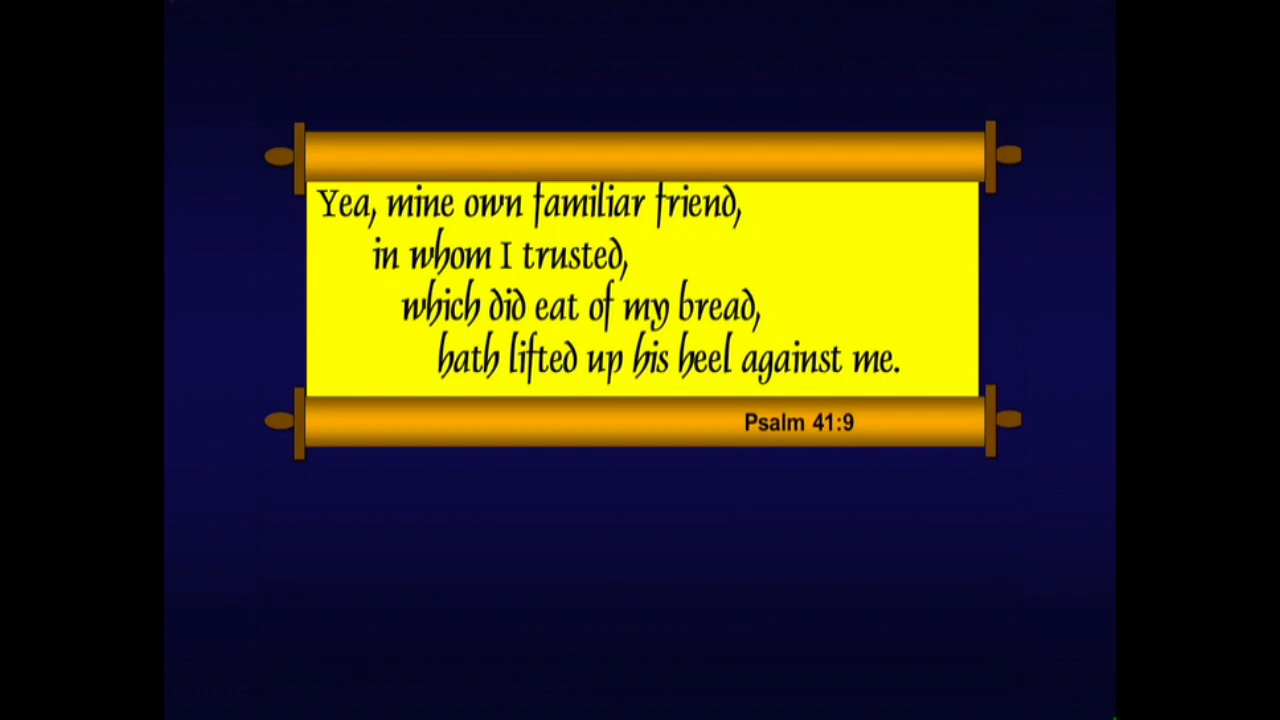 Yea, mine own familiar friend,
in whom I trusted,
which did eat of my bread,
hath lifted up his heel against me.
Psalm 41:9